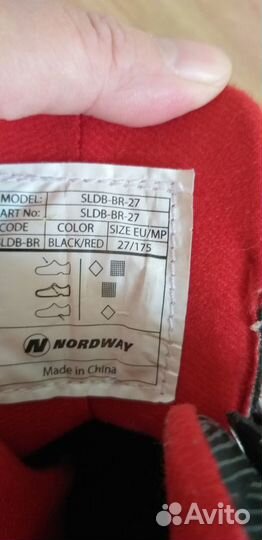 MODEL: SLDB-BR-27
PART No: SLDB-BR-27
CODE COLOR SIZE EU/MP
SLDB-BR BLACK/RED 27/175
NORDWAY
Made in China
Avito